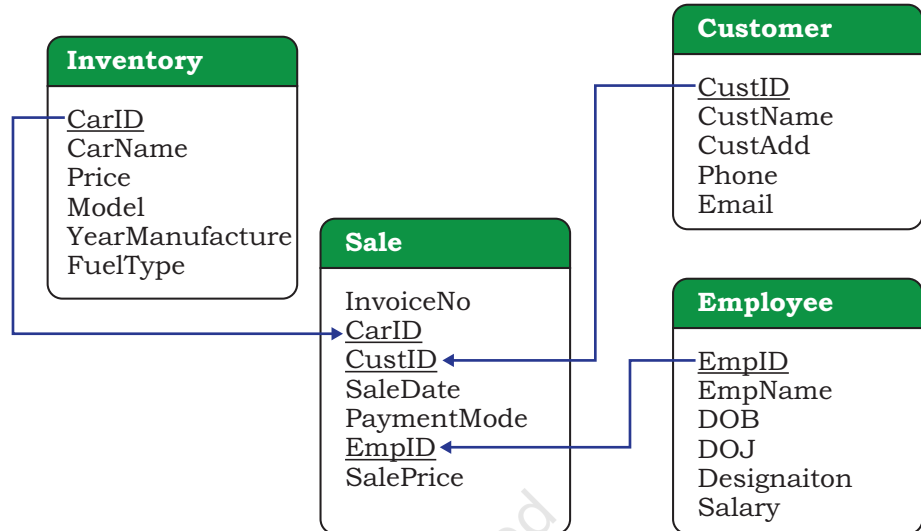 Inventory
CarID
CarName
Price
Model
YearManufacture
FuelType
Sale
InvoiceNo
CarID
CustID
SaleDate
PaymentMode
EmpID
SalePrice
Customer
CustID
CustName
CustAdd
Phone
Email
Employee
EmpID
EmpName
DOB
DOJ
Designaiton
Salary